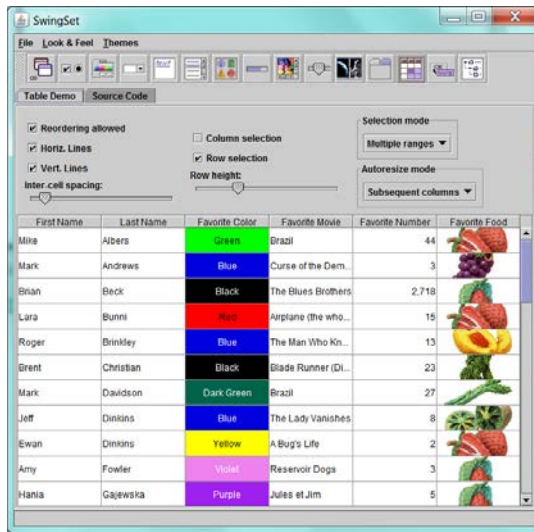 SwingSet
File Look & Feel Themes
Table Demo Source Code
Reordering allowed
Horiz. Lines
Vert. Lines
Inter-cell spacing:
Column selection
Row selection
Row height:
Selection mode
Multiple ranges
Autoresize mode
Subsequent columns
First Name Last Name Favorite Color Favorite Movie Favorite Number Favorite Food
Mike Albers Green Brazil 44
Mark Andrews Blue Curse of the Dem... 3
Brian Beck Black The Blues Brothers 2,718
Lara Bunni Red Airplane (the who... 15
Roger Brinkley Blue The Man Who Kn... 13
Brent Christian Black Blade Runner (Di... 23
Mark Davidson Dark Green Brazil 27
Jeff Dinkins Blue The Lady Vanishes 8
Ewan Dinkins Yellow A Bug's Life 2
Amy Fowler Violet Reservoir Dogs 3
Hania Gajewska Purple Jules et Jim 5